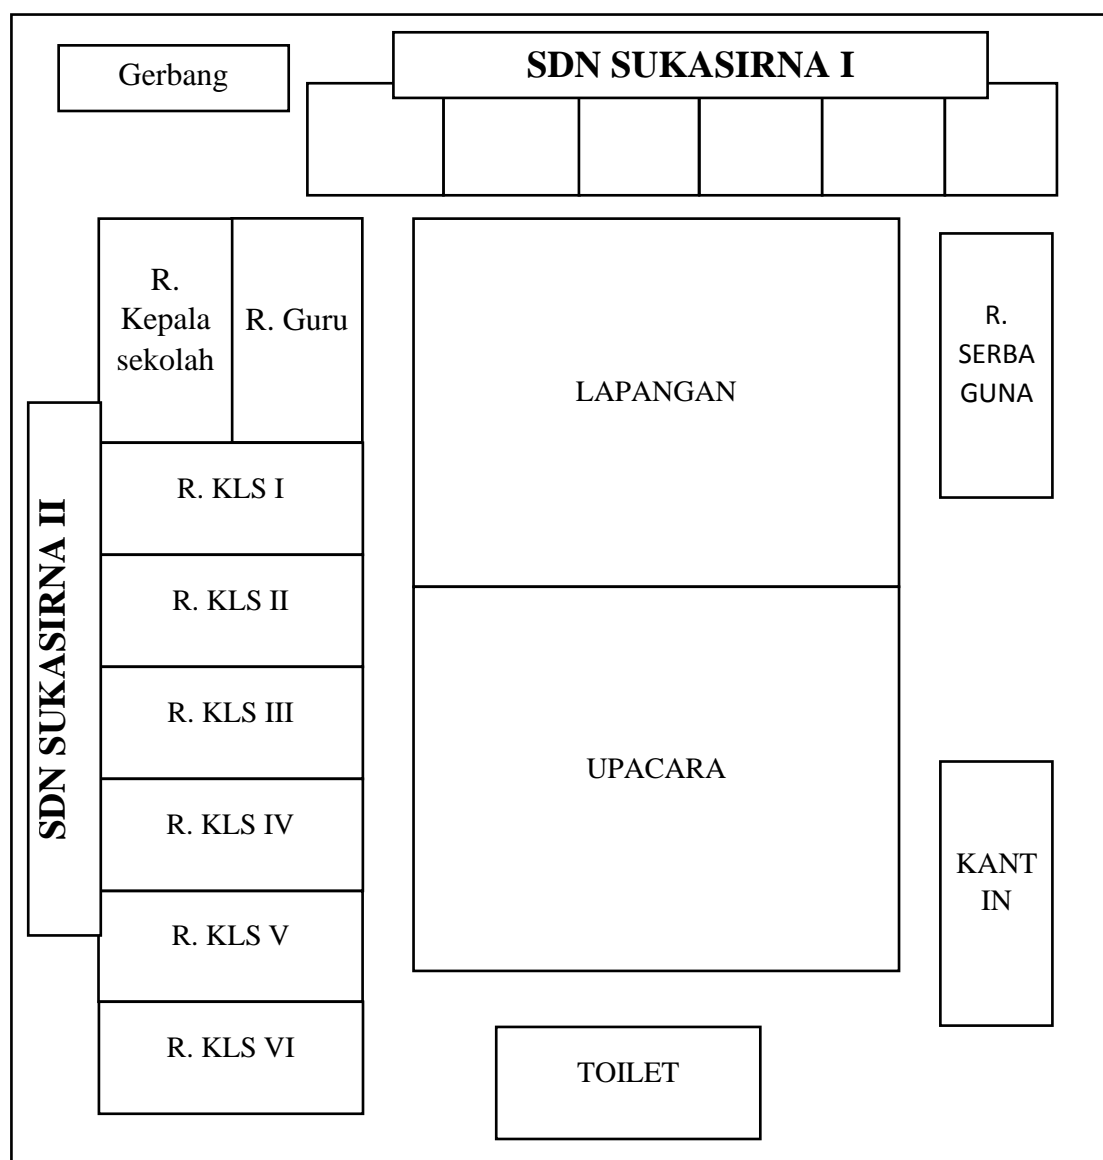 Gerbang
SDN SUKASIRNA I
R.
Kepala
sekolah
R. Guru
R.
SERBA
GUNA
LAPANGAN
SDN SUKASIRNA II
R. KLS I
R. KLS II
R. KLS III
R. KLS IV
R. KLS V
R. KLS VI
UPACARA
KANT
IN
TOILET